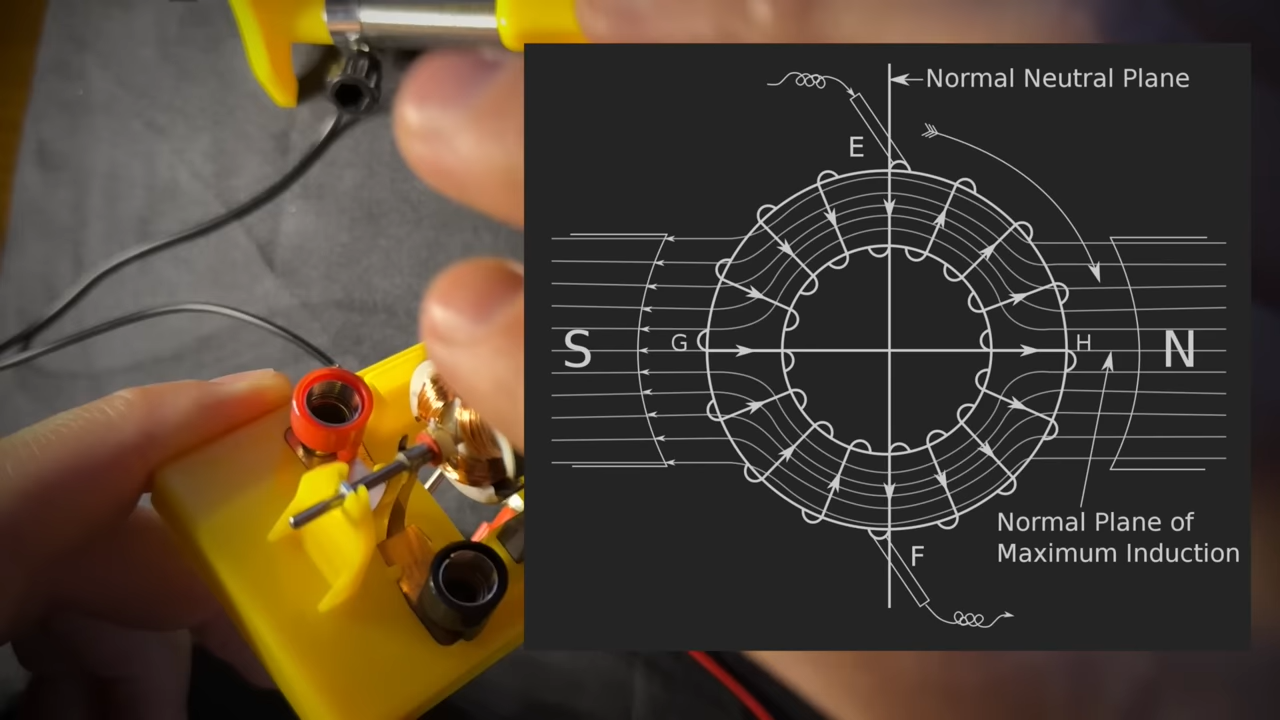 Normal Neutral Plane
E
S
G
H
N
Normal Plane of
Maximum Induction
F